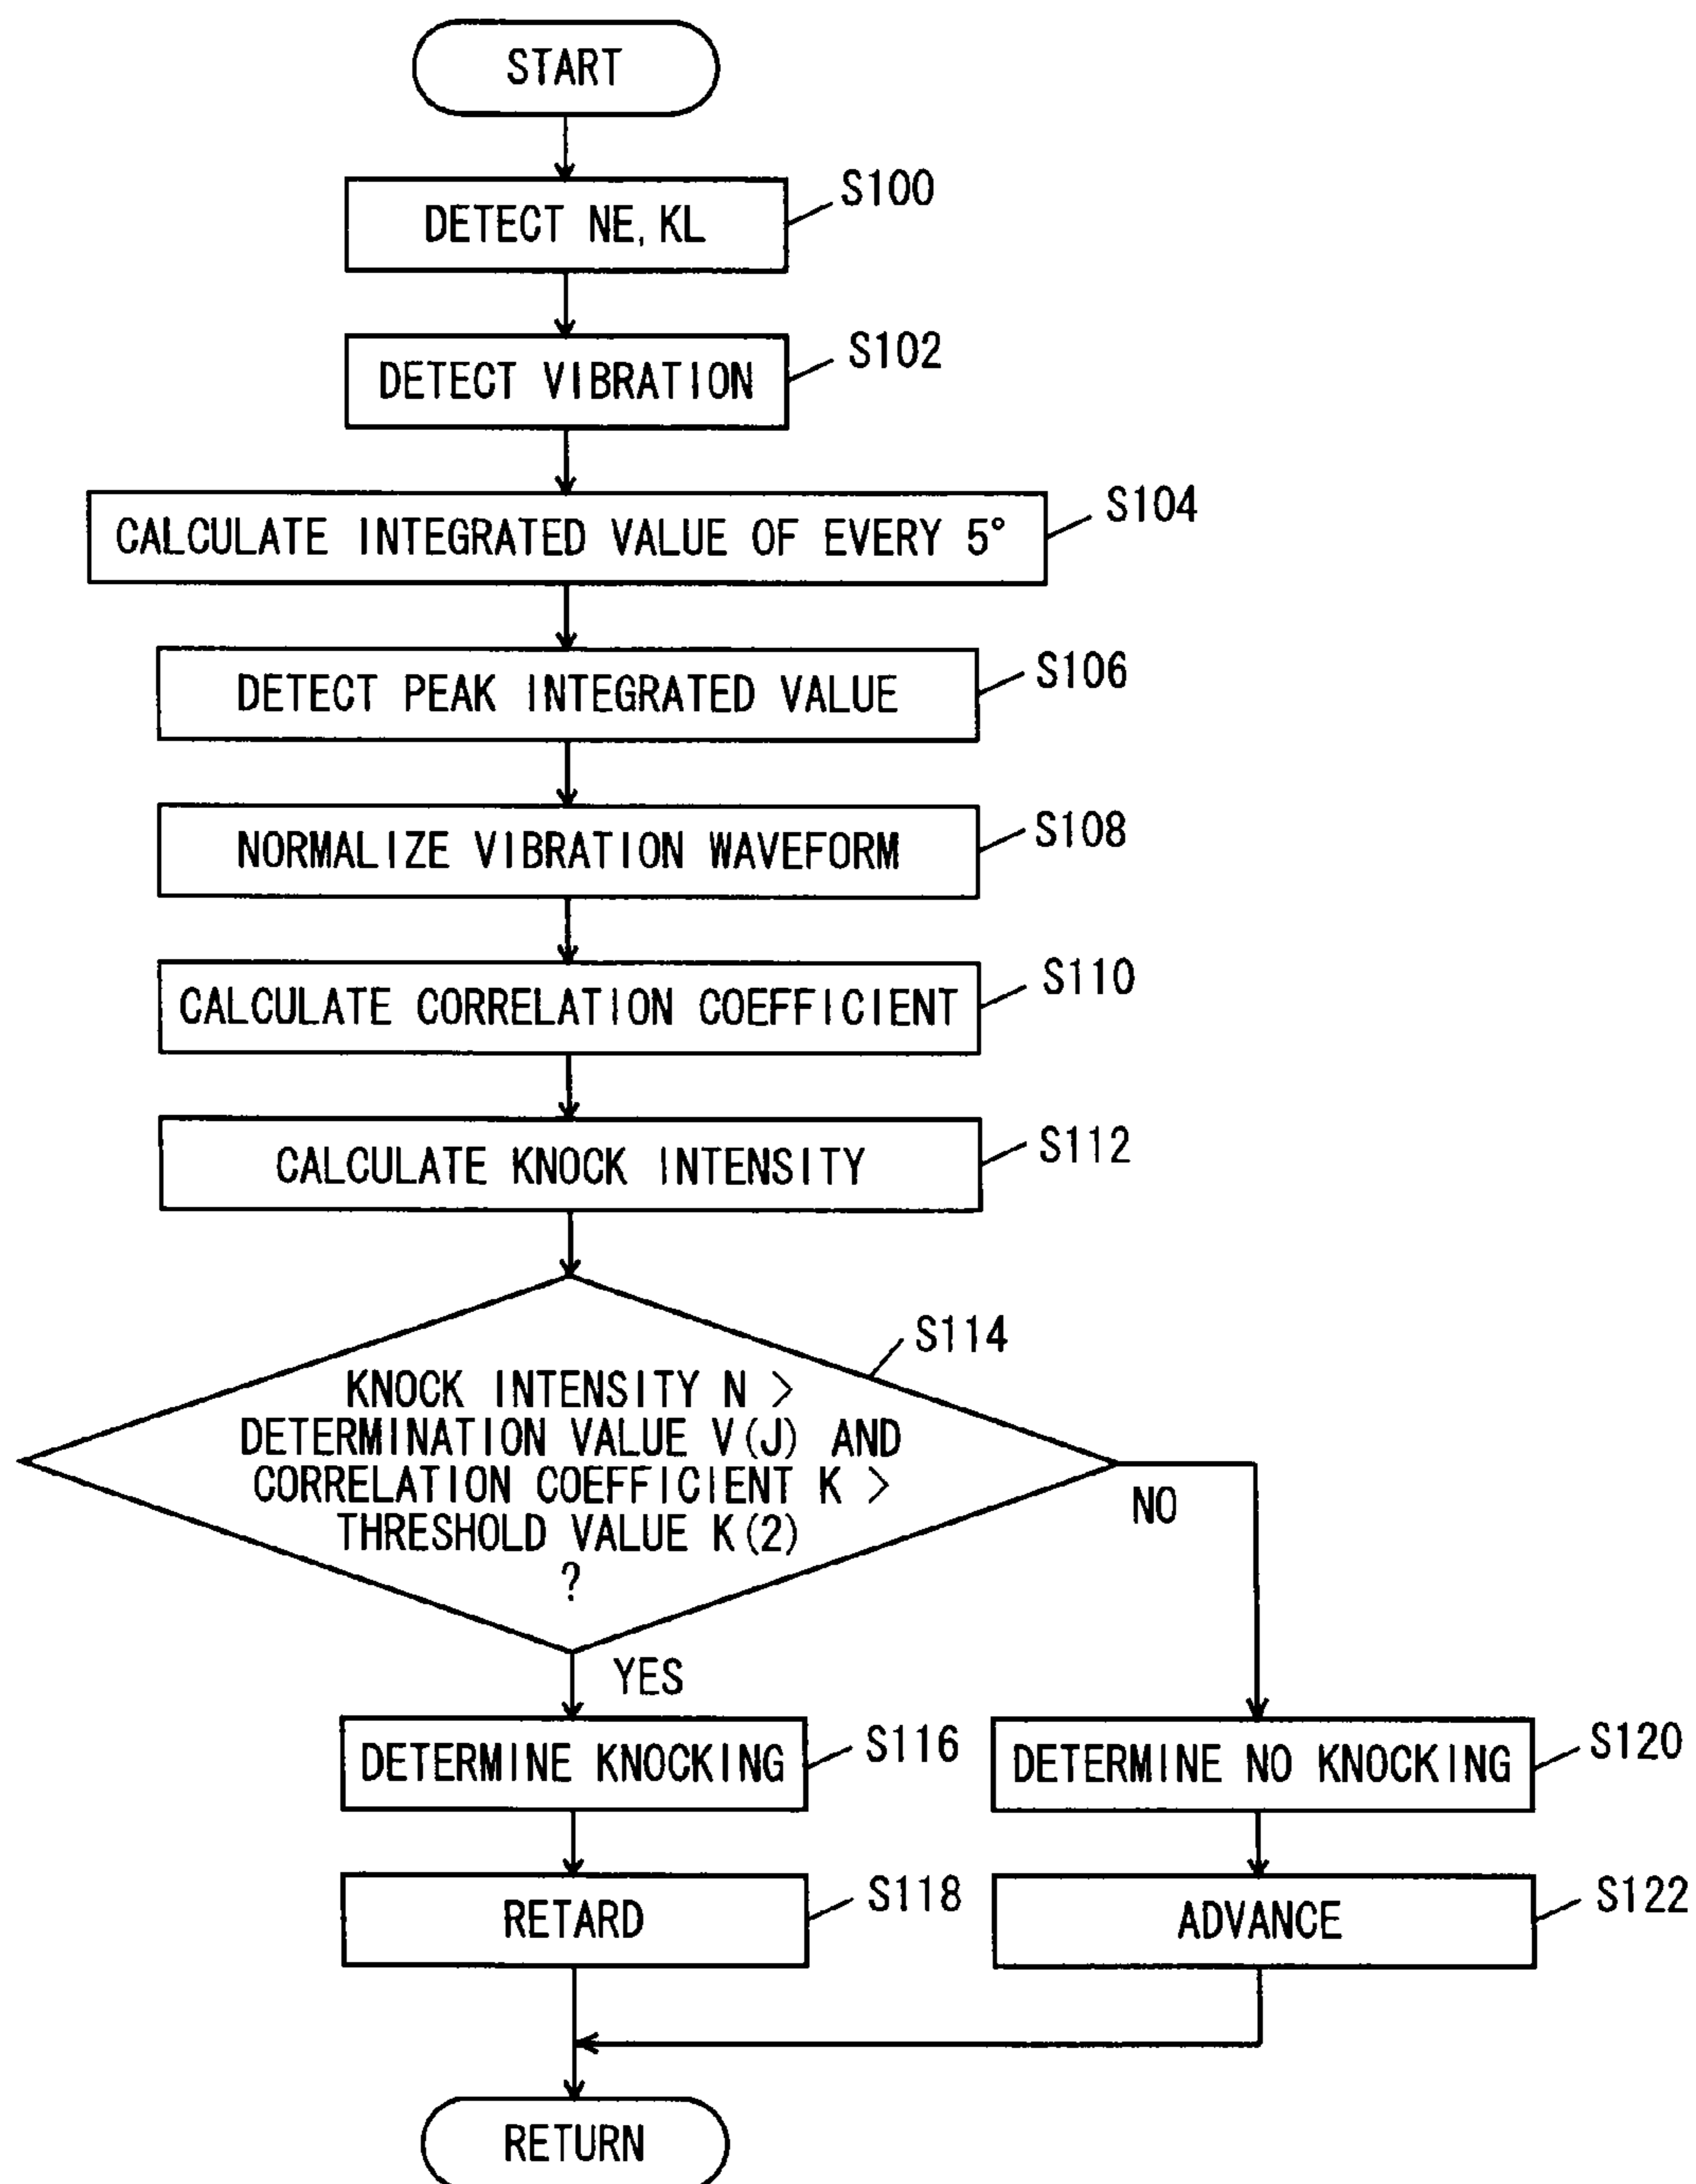 START
DETECT NE, KL
S100
DETECT VIBRATION
S102
CALCULATE INTEGRATED VALUE OF EVERY 5°
S104
DETECT PEAK INTEGRATED VALUE
S106
NORMALIZE VIBRATION WAVEFORM
S108
CALCULATE CORRELATION COEFFICIENT
S110
CALCULATE KNOCK INTENSITY
S112
S114
KNOCK INTENSITY N >
DETERMINATION VALUE V(J) AND
CORRELATION COEFFICIENT K >
THRESHOLD VALUE K(2)
?
NO
YES
DETERMINE KNOCKING
S116
DETERMINE NO KNOCKING
S120
RETARD
S118
ADVANCE
S122
RETURN